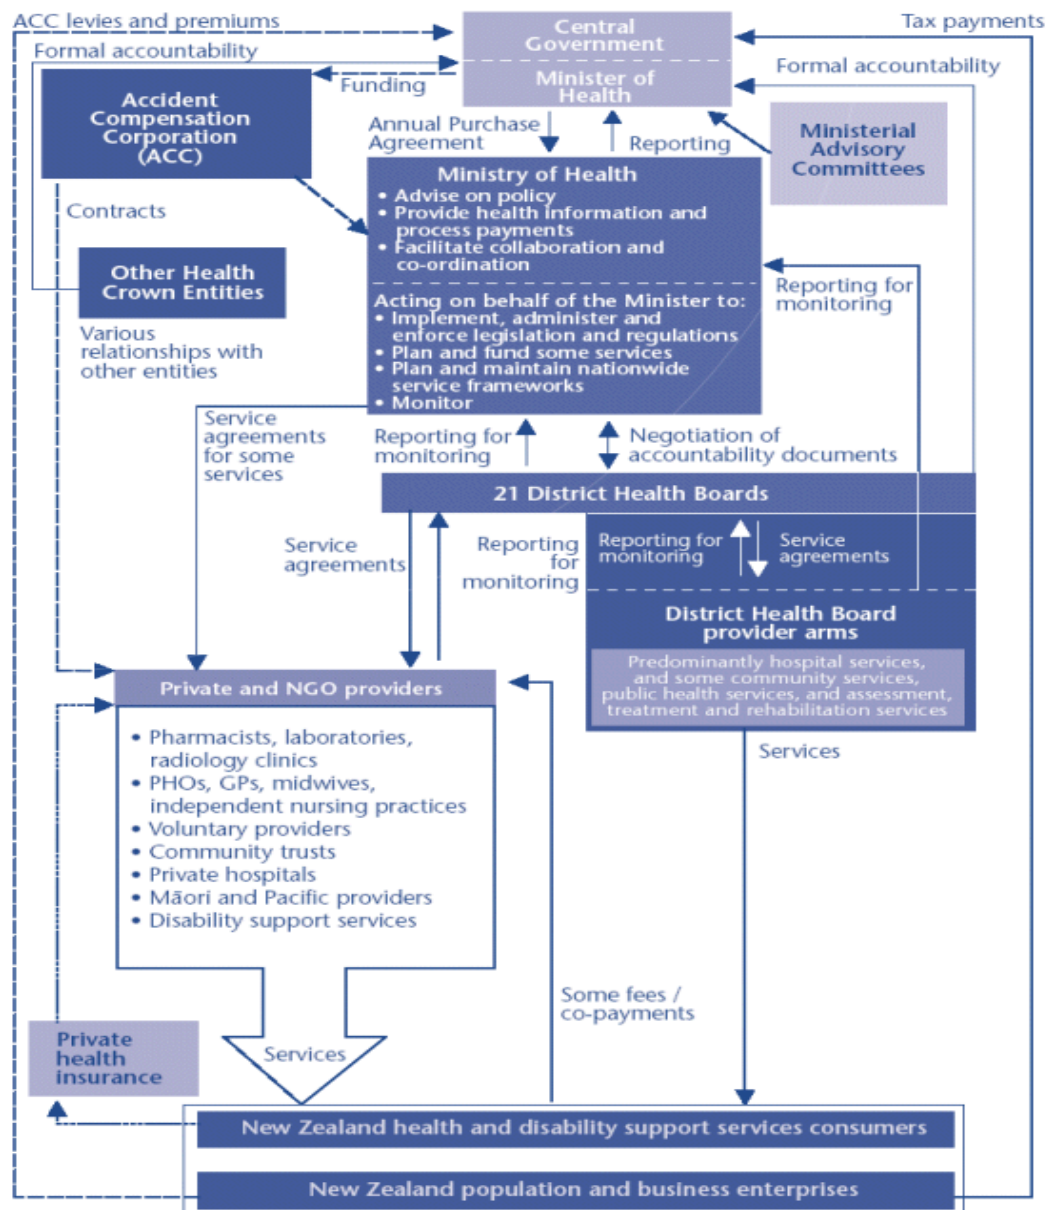 ACC levies and premiums
Tax payments
Central
Government
Minister of
Health
Formal accountability
Formal accountability
Funding
Accident
Compensation
Corporation
(ACC)
Annual Purchase
Agreement
Reporting
Ministerial
Advisory
Committees
Ministry of Health
• Advise on policy
• Provide health information and
process payments
• Facilitate collaboration and
co-ordination
Acting on behalf of the Minister to:
• Implement, administer and
enforce legislation and regulations
• Plan and fund some services
• Plan and maintain nationwide
service frameworks
• Monitor
Contracts
Other Health
Crown Entities
Various
relationships with
other entities
Reporting for
monitoring
Service
agreements
for some
services
Reporting for
monitoring
Negotiation of
accountability documents
21 District Health Boards
Service
agreements
Reporting
for
monitoring
Reporting for
monitoring
Service
agreements
District Health Board
provider arms
Predominantly hospital services,
and some community services,
public health services, and assessment,
treatment and rehabilitation services
Private and NGO providers
• Pharmacists, laboratories,
radiology clinics
• PHOs, GPs, midwives,
independent nursing practices
• Voluntary providers
• Community trusts
• Private hospitals
• Māori and Pacific providers
• Disability support services
Services
Some fees /
co-payments
Private
health
insurance
Services
New Zealand health and disability support services consumers
New Zealand population and business enterprises